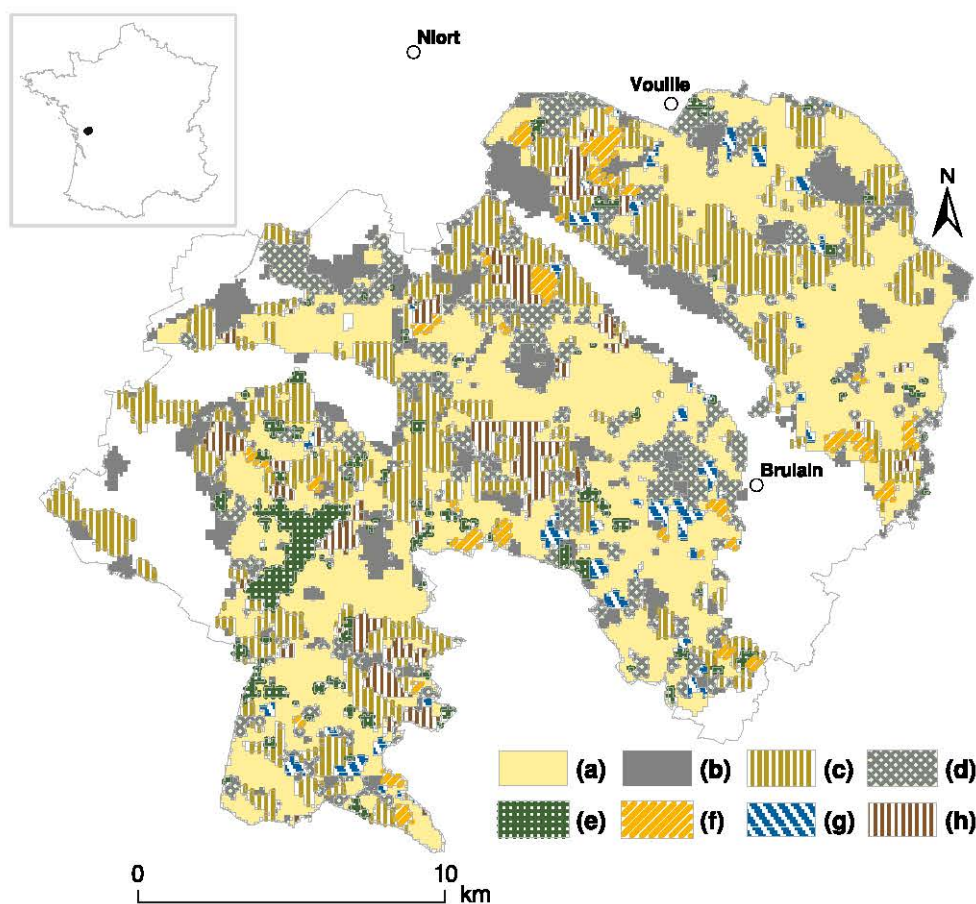 Niort
Vouille
N
Brulain
(a) (b) (c) (d)
(e) (f) (g) (h)
0 10
km